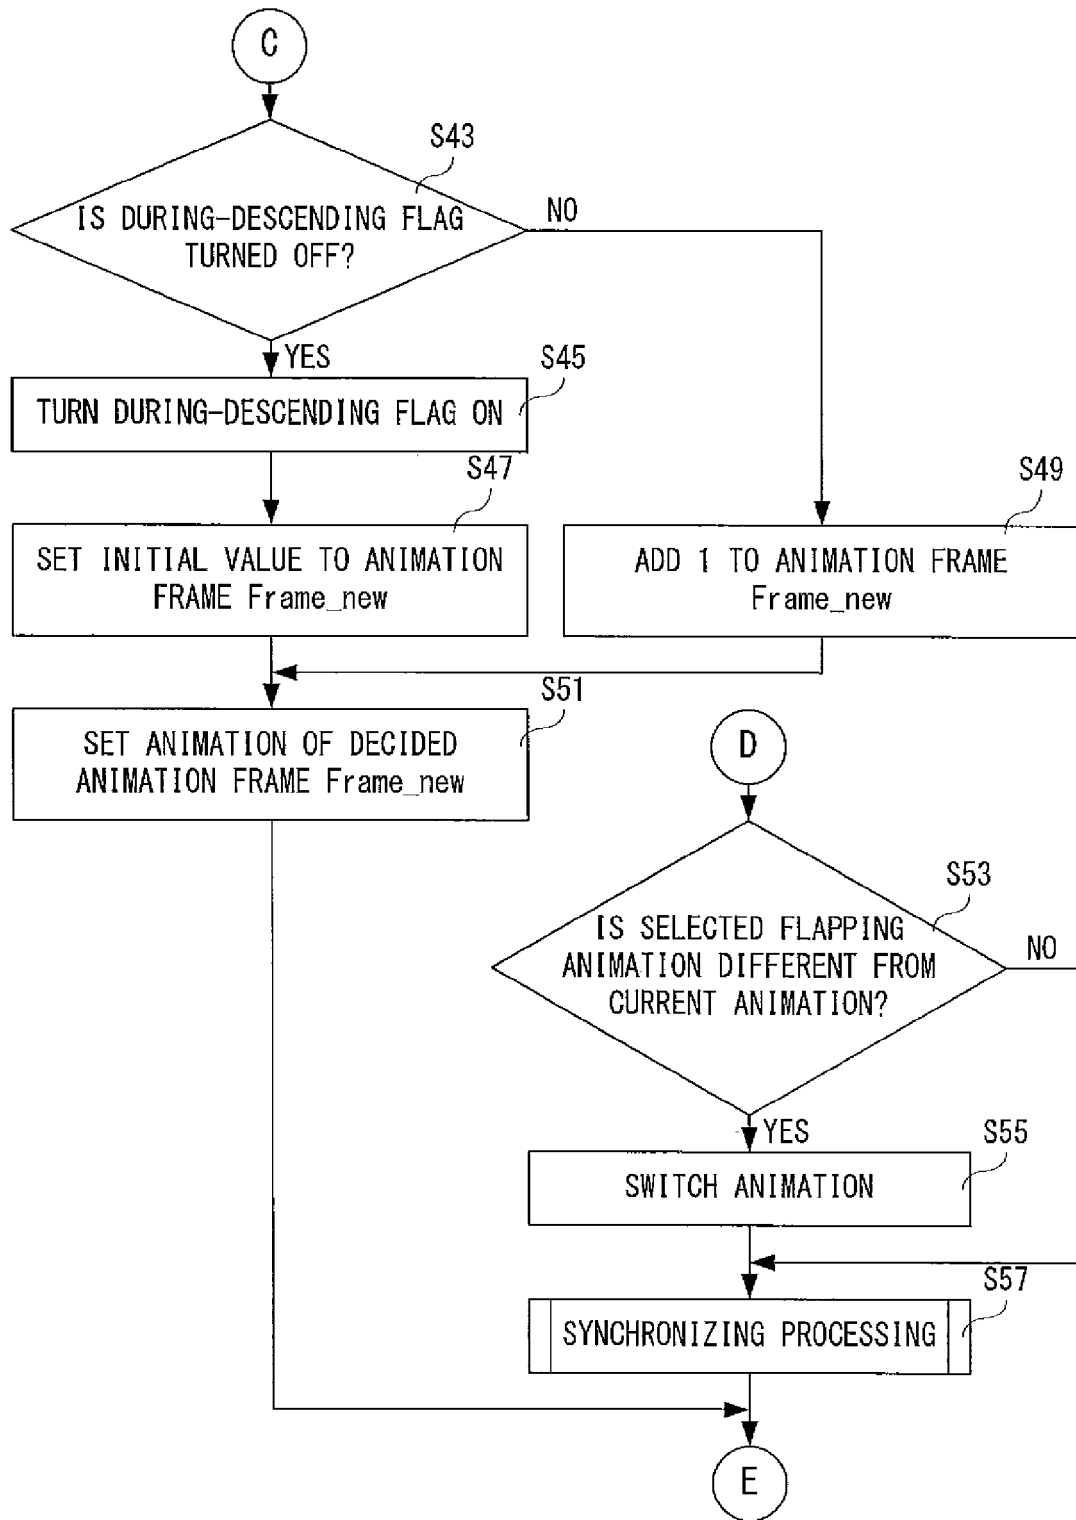 C
S43
IS DURING-DESCENDING FLAG
TURNED OFF?
NO
YES
S45
TURN DURING-DESCENDING FLAG ON
S47
SET INITIAL VALUE TO ANIMATION
FRAME Frame_new
S49
ADD 1 TO ANIMATION FRAME
Frame_new
S51
SET ANIMATION OF DECIDED
ANIMATION FRAME Frame_new
D
S53
IS SELECTED FLAPPING
ANIMATION DIFFERENT FROM
CURRENT ANIMATION?
NO
YES
S55
SWITCH ANIMATION
S57
SYNCHRONIZING PROCESSING
E